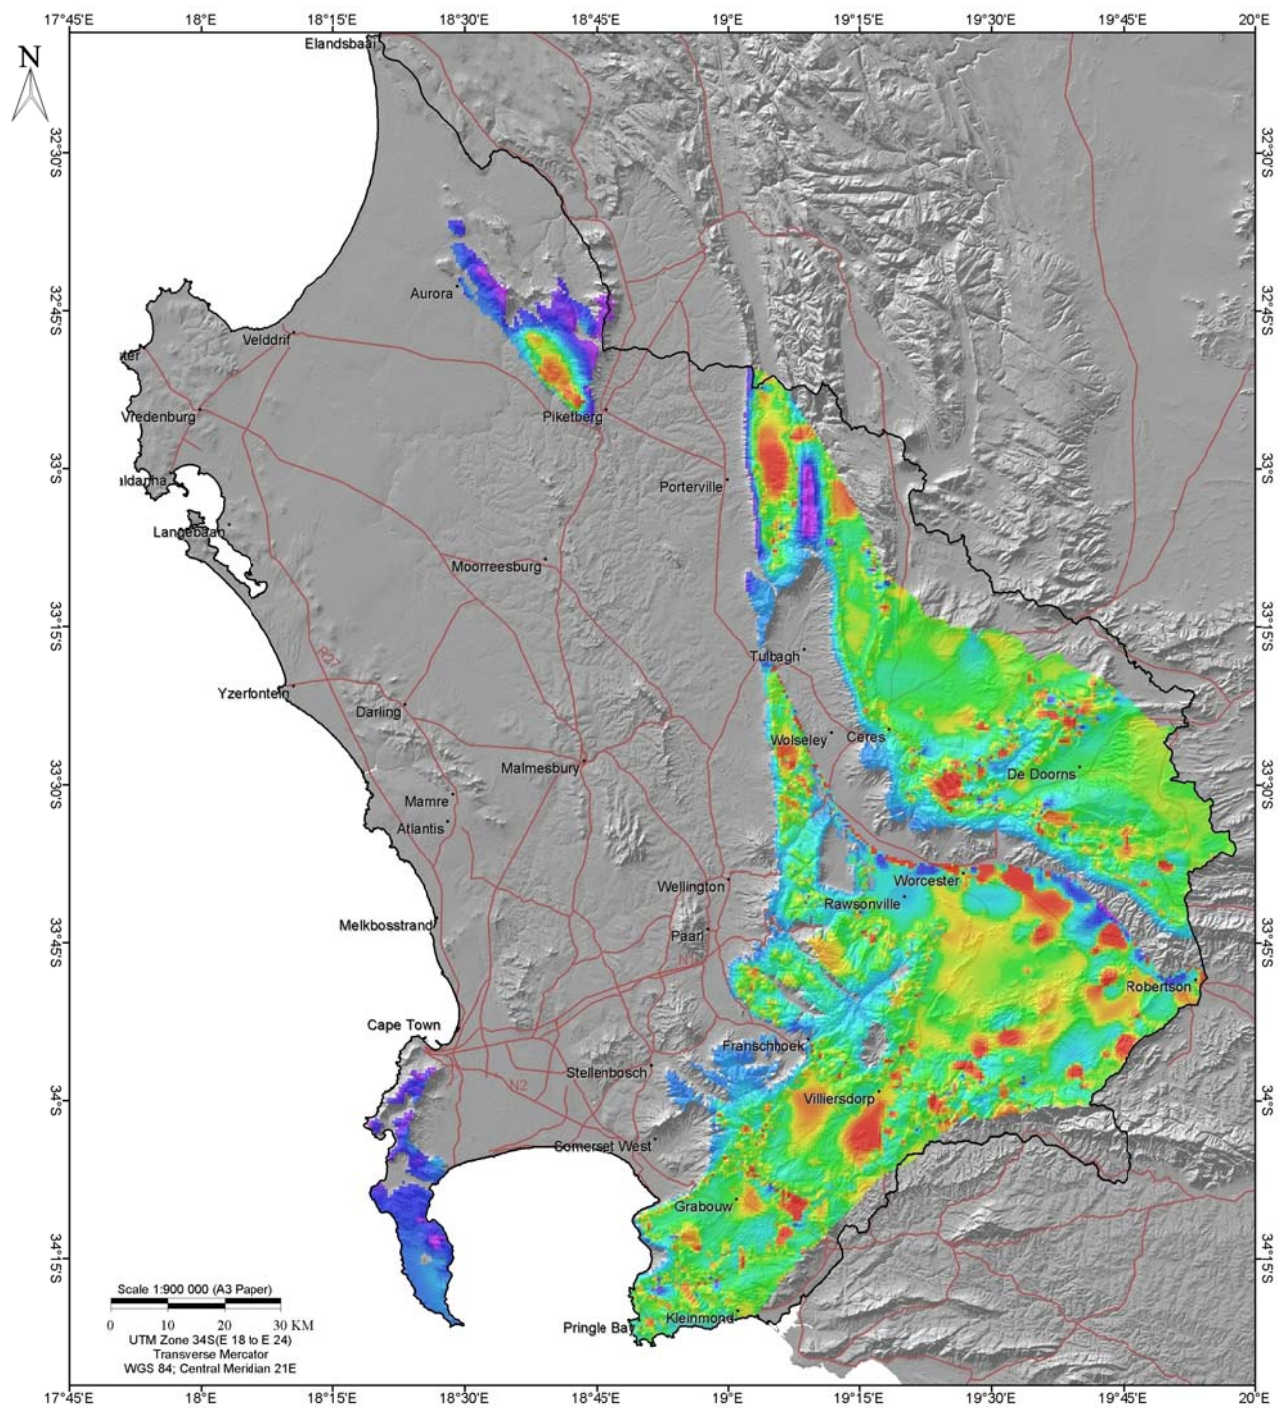 17°45'E 18°E 18°15'E 18°30'E 18°45'E 19°E 19°15'E 19°30'E 19°45'E 20°E
N
Elandsbaai
32°30'S 32°30'S
Aurora
32°45'S 32°45'S
Velddrif
ter
Vredenburg
Piketberg
33°S 33°S
aldanha
Porterville
Langebaan
Moorreesburg
33°15'S 33°15'S
R27
Tulbagh
Yzerfontein
Darling
Wolseley Ceres
Malmesbury
De Doorns
33°30'S 33°30'S
Mamre
Atlantis
Wellington
Worcester
Rawsonville
Melkbosstrand
Paarl
33°45'S 33°45'S
N1
Robertson
Cape Town
Franschhoek
Stellenbosch
N2
Villiersdorp
34°S 34°S
Somerset West
Grabouw
34°15'S 34°15'S
Scale 1:900 000 (A3 Paper)
0 10 20 30 KM
Kleinmond
Pringle Bay
UTM Zone 34S(E 18 to E 24)
Transverse Mercator
WGS 84; Central Meridian 21E
17°45'E 18°E 18°15'E 18°30'E 18°45'E 19°E 19°15'E 19°30'E 19°45'E 20°E